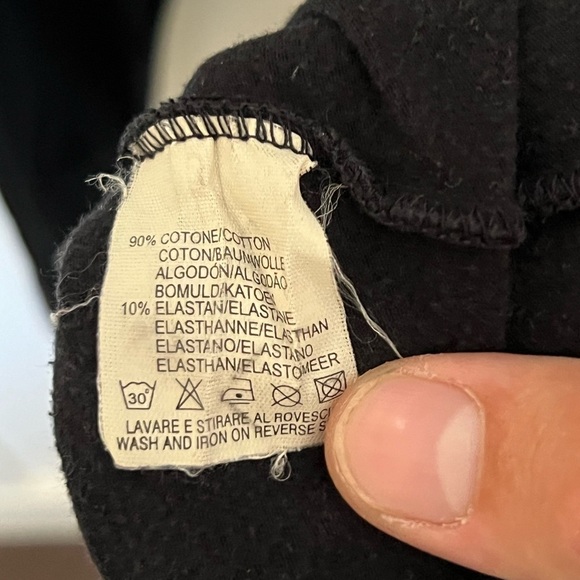 90% COTONE/COTTON
COTON/BAUMWOLLE
ALGODÓN/ALGODÃO
BOMULD/KATOEN
10% ELASTAN/ELASTANE
ELASTHANNE/ELASTHAN
ELASTANO/ELASTANO
ELASTHAN/ELASTOMEER
30°
LAVARE E STIRARE AL ROVESCIO
WASH AND IRON ON REVERSE